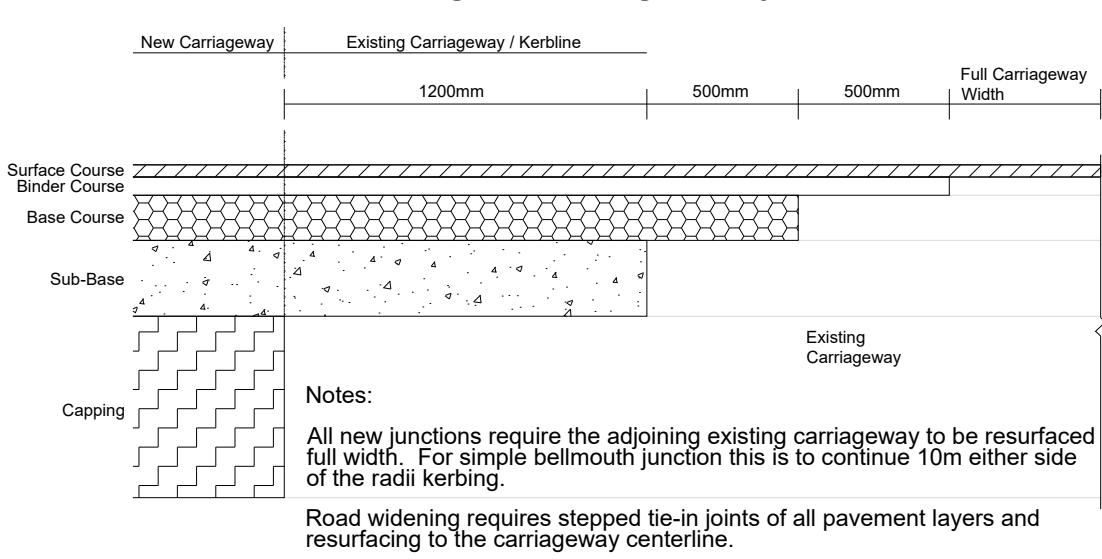 New Carriageway
Existing Carriageway / Kerbline
1200mm
500mm
500mm
Full Carriageway
Width
Surface Course
Binder Course
Base Course
Sub-Base
Existing
Carriageway
Capping
Notes:
All new junctions require the adjoining existing carriageway to be resurfaced
full width. For simple bellmouth junction this is to continue 10m either side
of the radii kerbing.
Road widening requires stepped tie-in joints of all pavement layers and
resurfacing to the carriageway centerline.